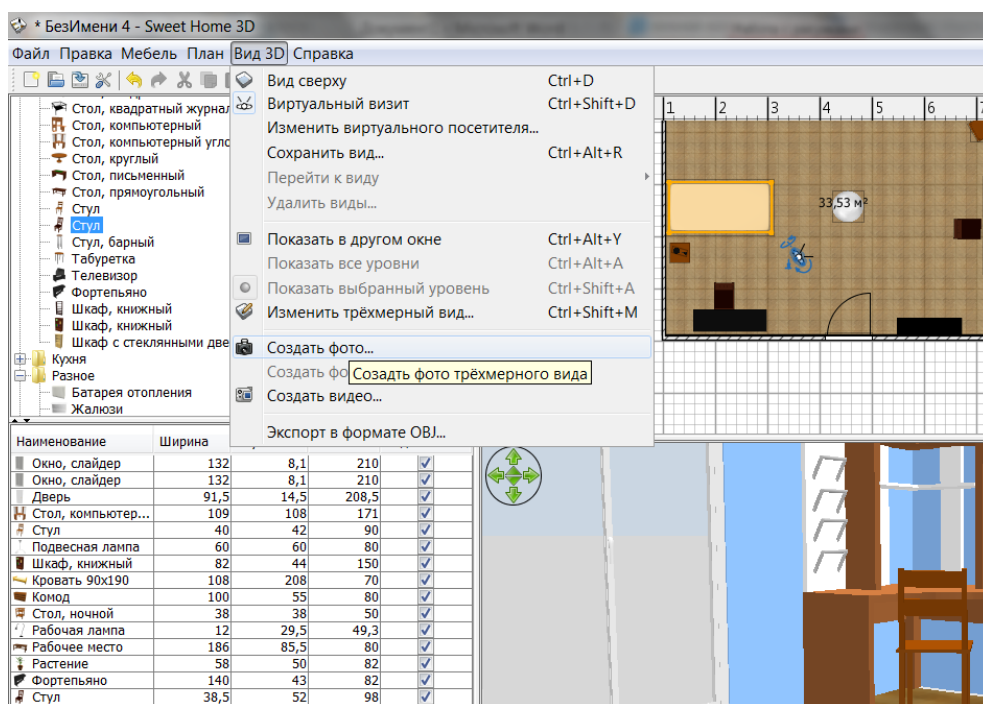 * БезИмени 4 - Sweet Home 3D
Файл Правка Мебель План Вид 3D Справка
Вид сверху Ctrl+D
Виртуальный визит Ctrl+Shift+D
Изменить виртуального посетителя...
Сохранить вид... Ctrl+Alt+R
Перейти к виду
Удалить виды...
Показать в другом окне Ctrl+Alt+Y
Показать все уровни Ctrl+Alt+A
Показать выбранный уровень Ctrl+Shift+A
Изменить трёхмерный вид... Ctrl+Shift+M
Создать фото...
Создать фо
Созадть фото трёхмерного вида
Создать видео...
Экспорт в формате OBJ...
Стол, квадратный журнал
Стол, компьютерный
Стол, компьютерный угло
Стол, круглый
Стол, письменный
Стол, прямоугольный
Стул
Стул
Стул, барный
Табуретка
Телевизор
Фортепьяно
Шкаф, книжный
Шкаф, книжный
Шкаф с стеклянными две
Кухня
Разное
Батарея отопления
Жалюзи
1 2 3 4 5 6 7
33,53 м²
Наименование Ширина
Окно, слайдер 132 8,1 210
Окно, слайдер 132 8,1 210
Дверь 91,5 14,5 208,5
Стол, компьютер... 109 108 171
Стул 40 42 90
Подвесная лампа 60 60 80
Шкаф, книжный 82 44 150
Кровать 90x190 108 208 70
Комод 100 55 80
Стол, ночной 38 38 50
Рабочая лампа 12 29,5 49,3
Рабочее место 186 85,5 80
Растение 58 50 82
Фортепьяно 140 43 82
Стул 38,5 52 98